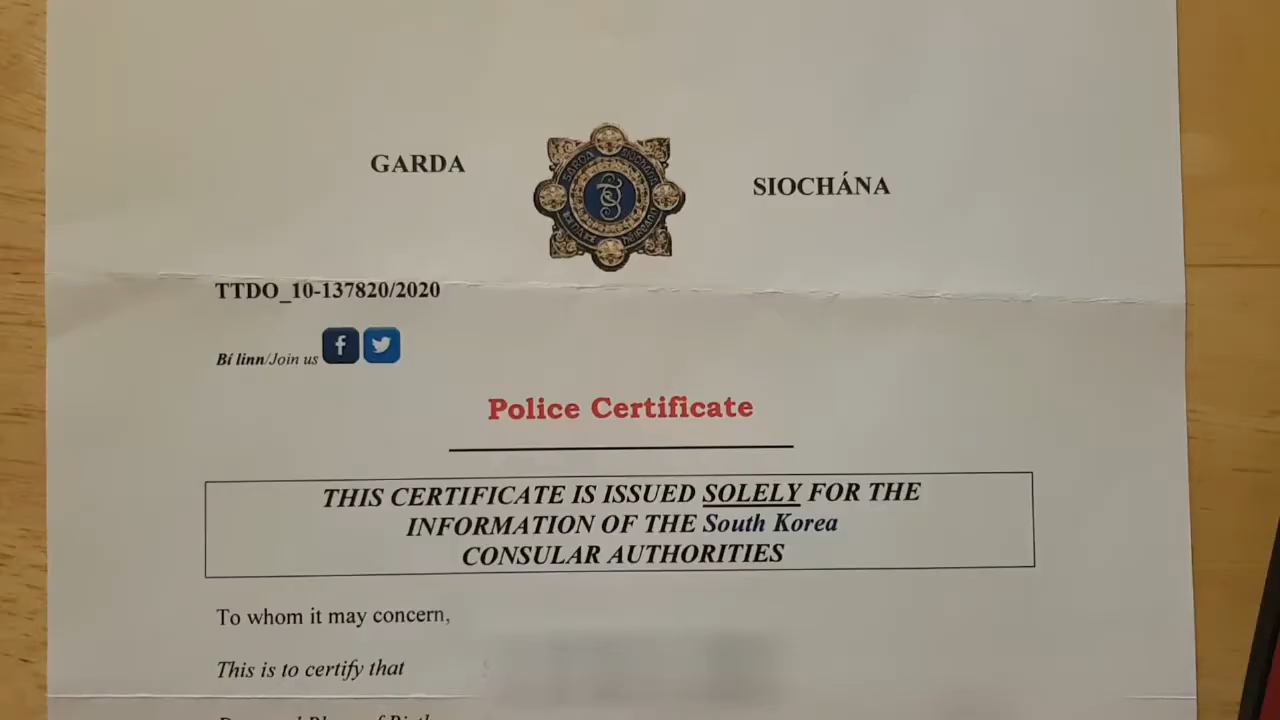 GARDA
SIOCHÁNA
TTDO_10-137820/2020
Bí linn/Join us
Police Certificate
THIS CERTIFICATE IS ISSUED SOLELY FOR THE
INFORMATION OF THE South Korea
CONSULAR AUTHORITIES
To whom it may concern,
This is to certify that